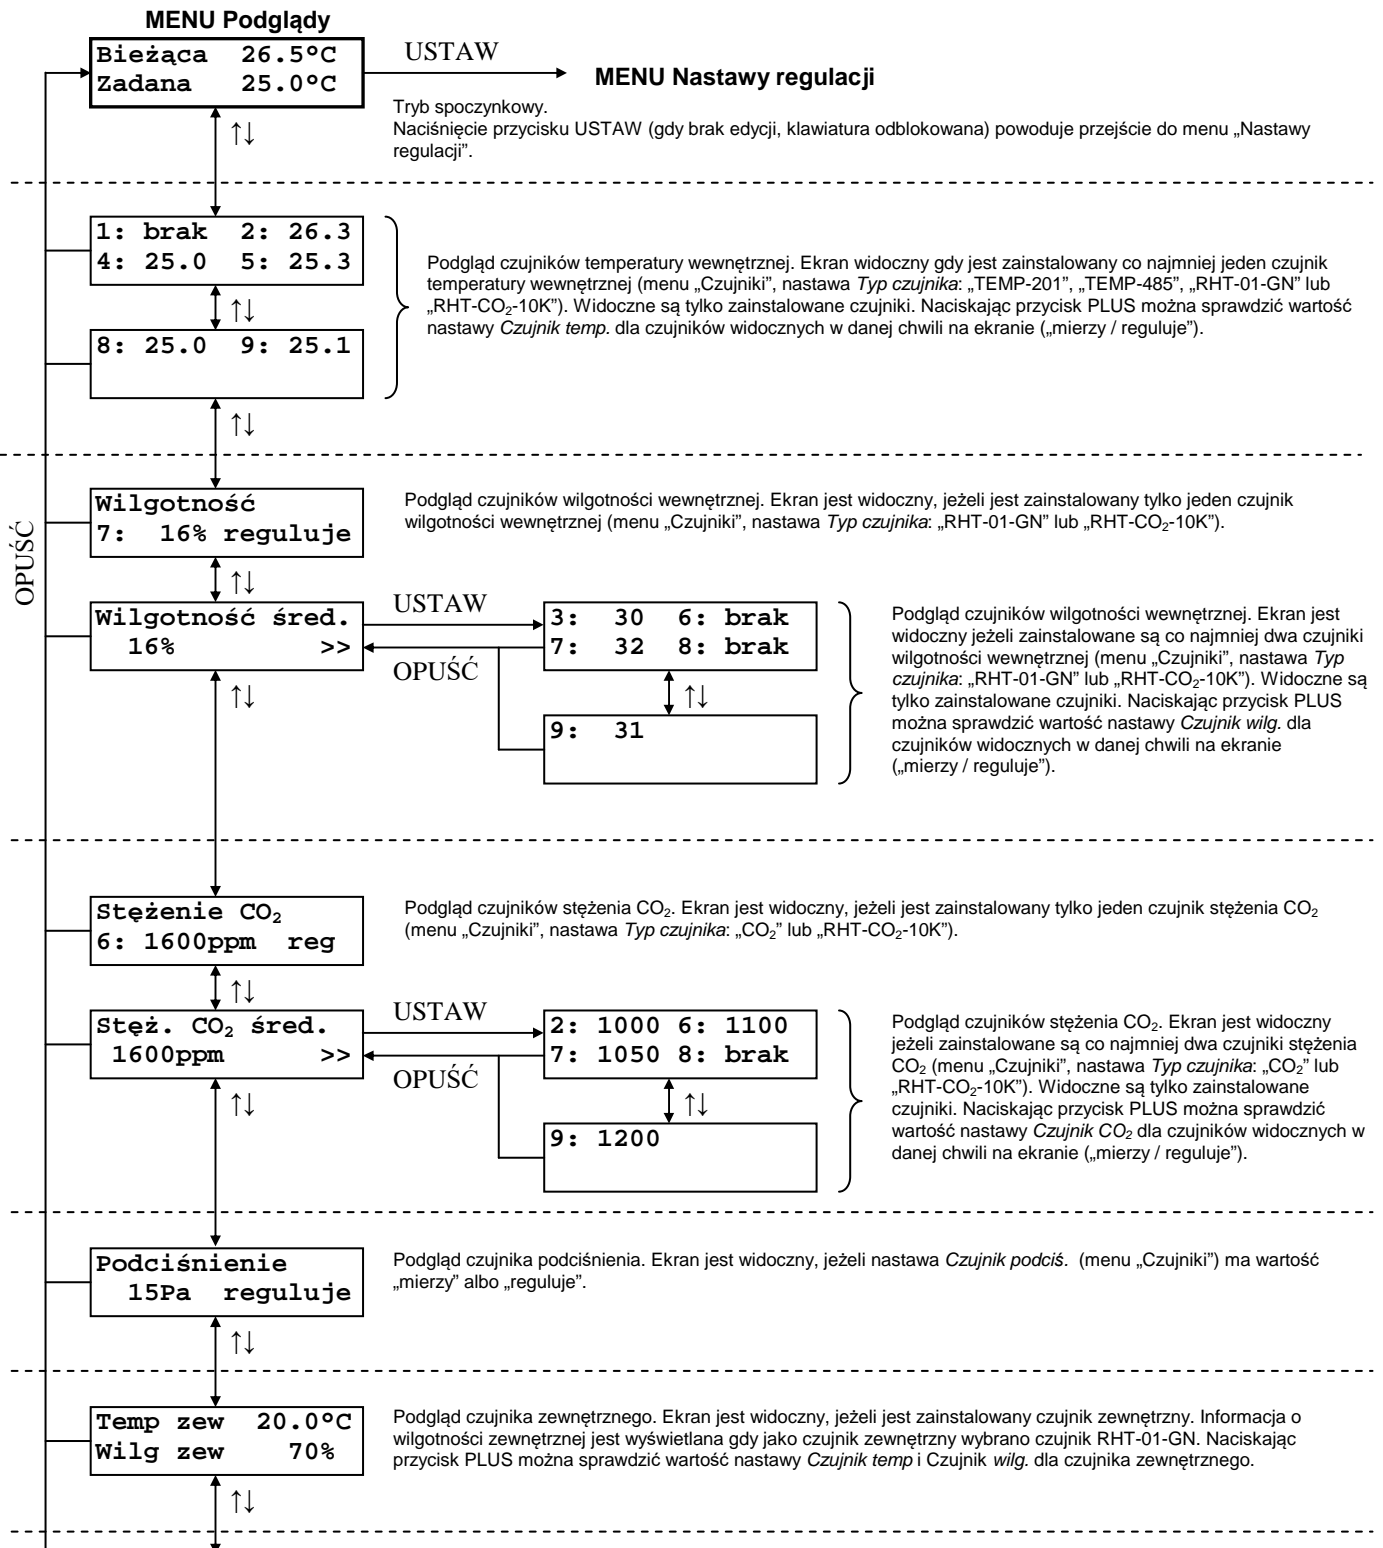 MENU Podglądy
Bieżąca 26.5°C
Zadana 25.0°C
USTAW
MENU Nastawy regulacji
Tryb spoczynkowy.
Naciśnięcie przycisku USTAW (gdy brak edycji, klawiatura odblokowana) powoduje przejście do menu „Nastawy
regulacji”.
↑↓
1: brak 2: 26.3
4: 25.0 5: 25.3
↑↓
8: 25.0 9: 25.1
Podgląd czujników temperatury wewnętrznej. Ekran widoczny gdy jest zainstalowany co najmniej jeden czujnik
temperatury wewnętrznej (menu „Czujniki”, nastawa Typ czujnika: „TEMP-201”, „TEMP-485”, „RHT-01-GN” lub
„RHT-CO₂-10K”). Widoczne są tylko zainstalowane czujniki. Naciskając przycisk PLUS można sprawdzić wartość
nastawy Czujnik temp. dla czujników widocznych w danej chwili na ekranie („mierzy / reguluje”).
↑↓
Wilgotność
7: 16% reguluje
Podgląd czujników wilgotności wewnętrznej. Ekran jest widoczny, jeżeli jest zainstalowany tylko jeden czujnik
wilgotności wewnętrznej (menu „Czujniki”, nastawa Typ czujnika: „RHT-01-GN” lub „RHT-CO₂-10K”).
OPUŚĆ
↑↓
Wilgotność śred.
16% >>
USTAW
OPUŚĆ
3: 30 6: brak
7: 32 8: brak
↑↓
9: 31
Podgląd czujników wilgotności wewnętrznej. Ekran jest
widoczny jeżeli zainstalowane są co najmniej dwa czujniki
wilgotności wewnętrznej (menu „Czujniki”, nastawa Typ
czujnika: „RHT-01-GN” lub „RHT-CO₂-10K”). Widoczne są
tylko zainstalowane czujniki. Naciskając przycisk PLUS
można sprawdzić wartość nastawy Czujnik wilg. dla
czujników widocznych w danej chwili na ekranie
(„mierzy / reguluje”).
↑↓
Stężenie CO₂
6: 1600ppm reg
Podgląd czujników stężenia CO₂. Ekran jest widoczny, jeżeli jest zainstalowany tylko jeden czujnik stężenia CO₂
(menu „Czujniki”, nastawa Typ czujnika: „CO₂” lub „RHT-CO₂-10K”).
↑↓
Stęż. CO₂ śred.
1600ppm >>
USTAW
OPUŚĆ
2: 1000 6: 1100
7: 1050 8: brak
↑↓
9: 1200
Podgląd czujników stężenia CO₂. Ekran jest widoczny
jeżeli zainstalowane są co najmniej dwa czujniki stężenia
CO₂ (menu „Czujniki”, nastawa Typ czujnika: „CO₂” lub
„RHT-CO₂-10K”). Widoczne są tylko zainstalowane
czujniki. Naciskając przycisk PLUS można sprawdzić
wartość nastawy Czujnik CO₂ dla czujników widocznych w
danej chwili na ekranie („mierzy / reguluje”).
↑↓
Podciśnienie
15Pa reguluje
Podgląd czujnika podciśnienia. Ekran jest widoczny, jeżeli nastawa Czujnik podciś. (menu „Czujniki”) ma wartość
„mierzy” albo „reguluje”.
↑↓
Temp zew 20.0°C
Wilg zew 70%
Podgląd czujnika zewnętrznego. Ekran jest widoczny, jeżeli jest zainstalowany czujnik zewnętrzny. Informacja o
wilgotności zewnętrznej jest wyświetlana gdy jako czujnik zewnętrzny wybrano czujnik RHT-01-GN. Naciskając
przycisk PLUS można sprawdzić wartość nastawy Czujnik temp i Czujnik wilg. dla czujnika zewnętrznego.
↑↓